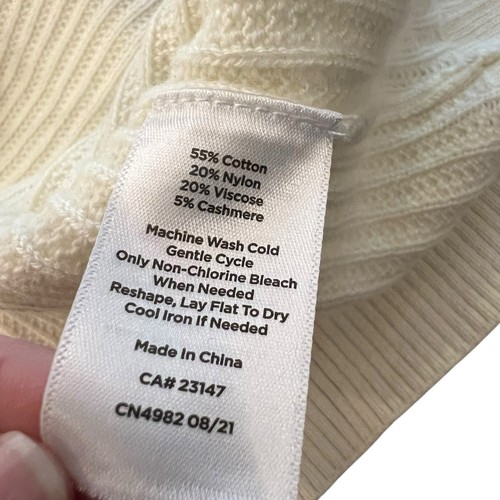 55% Cotton
20% Nylon
20% Viscose
5% Cashmere
Machine Wash Cold
Gentle Cycle
Only Non-Chlorine Bleach
When Needed
Reshape, Lay Flat To Dry
Cool Iron If Needed
Made In China
CA# 23147
CN4982 08/21